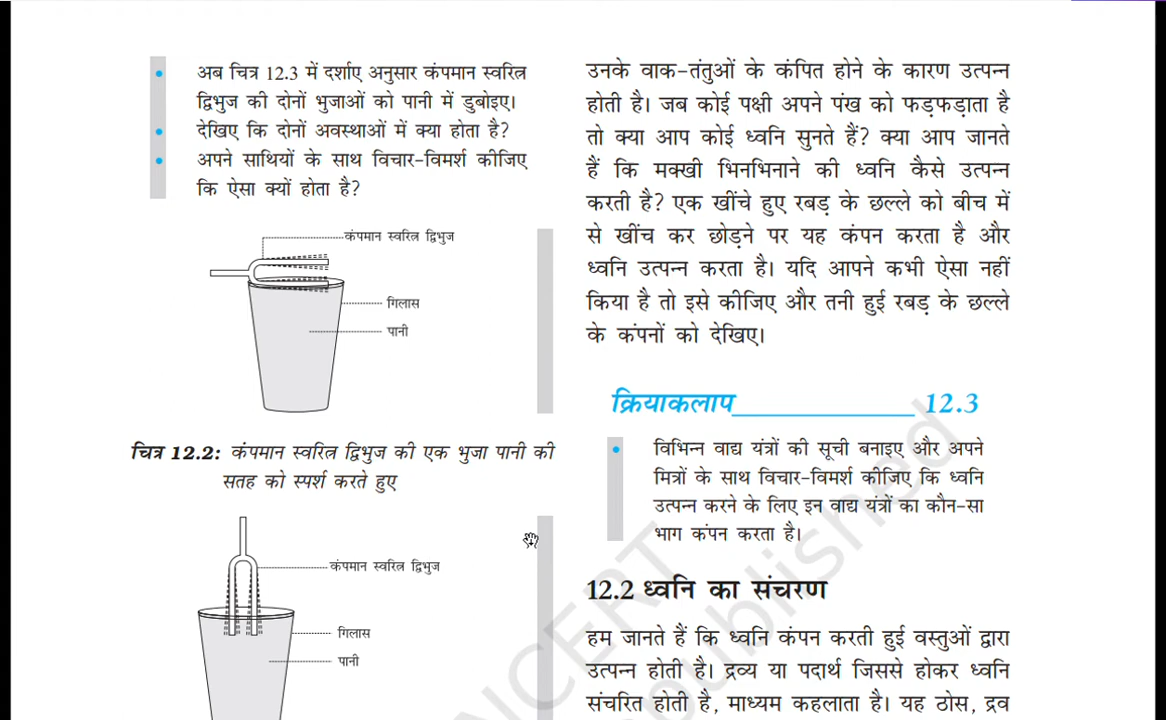 अब चित्र 12.3 में दर्शाए अनुसार कंपमान स्वरित्र
द्विभुज की दोनों भुजाओं को पानी में डुबोइए।
देखिए कि दोनों अवस्थाओं में क्या होता है?
अपने साथियों के साथ विचार-विमर्श कीजिए
कि ऐसा क्यों होता है?
कंपमान स्वरित्र द्विभुज
गिलास
पानी
चित्र 12.2: कंपमान स्वरित्र द्विभुज की एक भुजा पानी की
सतह को स्पर्श करते हुए
कंपमान स्वरित्र द्विभुज
गिलास
पानी
उनके वाक-तंतुओं के कंपित होने के कारण उत्पन्न
होती है। जब कोई पक्षी अपने पंख को फड़फड़ाता है
तो क्या आप कोई ध्वनि सुनते हैं? क्या आप जानते
हैं कि मक्खी भिनभिनाने की ध्वनि कैसे उत्पन्न
करती है? एक खींचे हुए रबड़ के छल्ले को बीच में
से खींच कर छोड़ने पर यह कंपन करता है और
ध्वनि उत्पन्न करता है। यदि आपने कभी ऐसा नहीं
किया है तो इसे कीजिए और तनी हुई रबड़ के छल्ले
के कंपनों को देखिए।
क्रियाकलाप 12.3
विभिन्न वाद्य यंत्रों की सूची बनाइए और अपने
मित्रों के साथ विचार-विमर्श कीजिए कि ध्वनि
उत्पन्न करने के लिए इन वाद्य यंत्रों का कौन-सा
भाग कंपन करता है।
12.2 ध्वनि का संचरण
हम जानते हैं कि ध्वनि कंपन करती हुई वस्तुओं द्वारा
उत्पन्न होती है। द्रव्य या पदार्थ जिससे होकर ध्वनि
संचरित होती है, माध्यम कहलाता है। यह ठोस, द्रव
NCERT
published